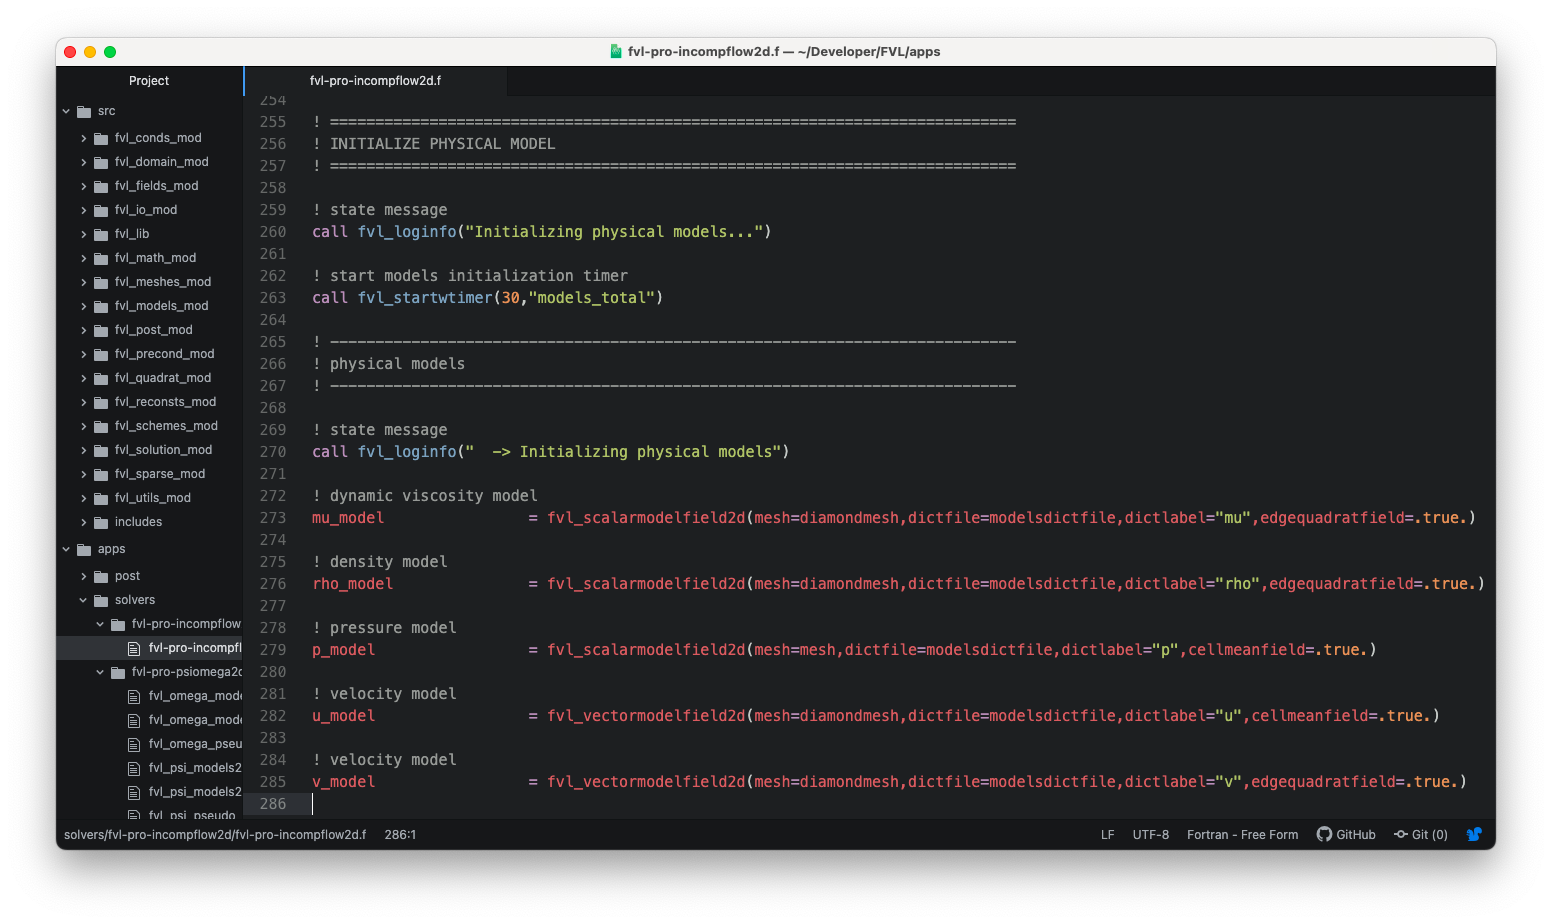 fvl-pro-incompflow2d.f — ~/Developer/FVL/apps
Project
fvl-pro-incompflow2d.f
src
fvl_conds_mod
fvl_domain_mod
fvl_fields_mod
fvl_io_mod
fvl_lib
fvl_math_mod
fvl_meshes_mod
fvl_models_mod
fvl_post_mod
fvl_precond_mod
fvl_quadrat_mod
fvl_reconsts_mod
fvl_schemes_mod
fvl_solution_mod
fvl_sparse_mod
fvl_utils_mod
includes
apps
post
solvers
fvl-pro-incompflow
fvl-pro-incompfl
fvl-pro-psiomega2d
fvl_omega_mode
fvl_omega_mode
fvl_omega_pseu
fvl_psi_models2
fvl_psi_models2
fvl_psi_pseudo
254
255 ! ============================================================================
256 ! INITIALIZE PHYSICAL MODEL
257 ! ============================================================================
258
259 ! state message
260 call fvl_loginfo("Initializing physical models...")
261
262 ! start models initialization timer
263 call fvl_startwtimer(30,"models_total")
264
265 ! ----------------------------------------------------------------------------
266 ! physical models
267 ! ----------------------------------------------------------------------------
268
269 ! state message
270 call fvl_loginfo("  -> Initializing physical models")
271
272 ! dynamic viscosity model
273 mu_model                = fvl_scalarmodelfield2d(mesh=diamondmesh,dictfile=modelsdictfile,dictlabel="mu",edgequadratfield=.true.)
274
275 ! density model
276 rho_model               = fvl_scalarmodelfield2d(mesh=diamondmesh,dictfile=modelsdictfile,dictlabel="rho",edgequadratfield=.true.)
277
278 ! pressure model
279 p_model                 = fvl_scalarmodelfield2d(mesh=mesh,dictfile=modelsdictfile,dictlabel="p",cellmeanfield=.true.)
280
281 ! velocity model
282 u_model                 = fvl_vectormodelfield2d(mesh=diamondmesh,dictfile=modelsdictfile,dictlabel="u",cellmeanfield=.true.)
283
284 ! velocity model
285 v_model                 = fvl_vectormodelfield2d(mesh=diamondmesh,dictfile=modelsdictfile,dictlabel="v",edgequadratfield=.true.)
286
solvers/fvl-pro-incompflow2d/fvl-pro-incompflow2d.f 286:1 LF UTF-8 Fortran - Free Form GitHub Git (0)